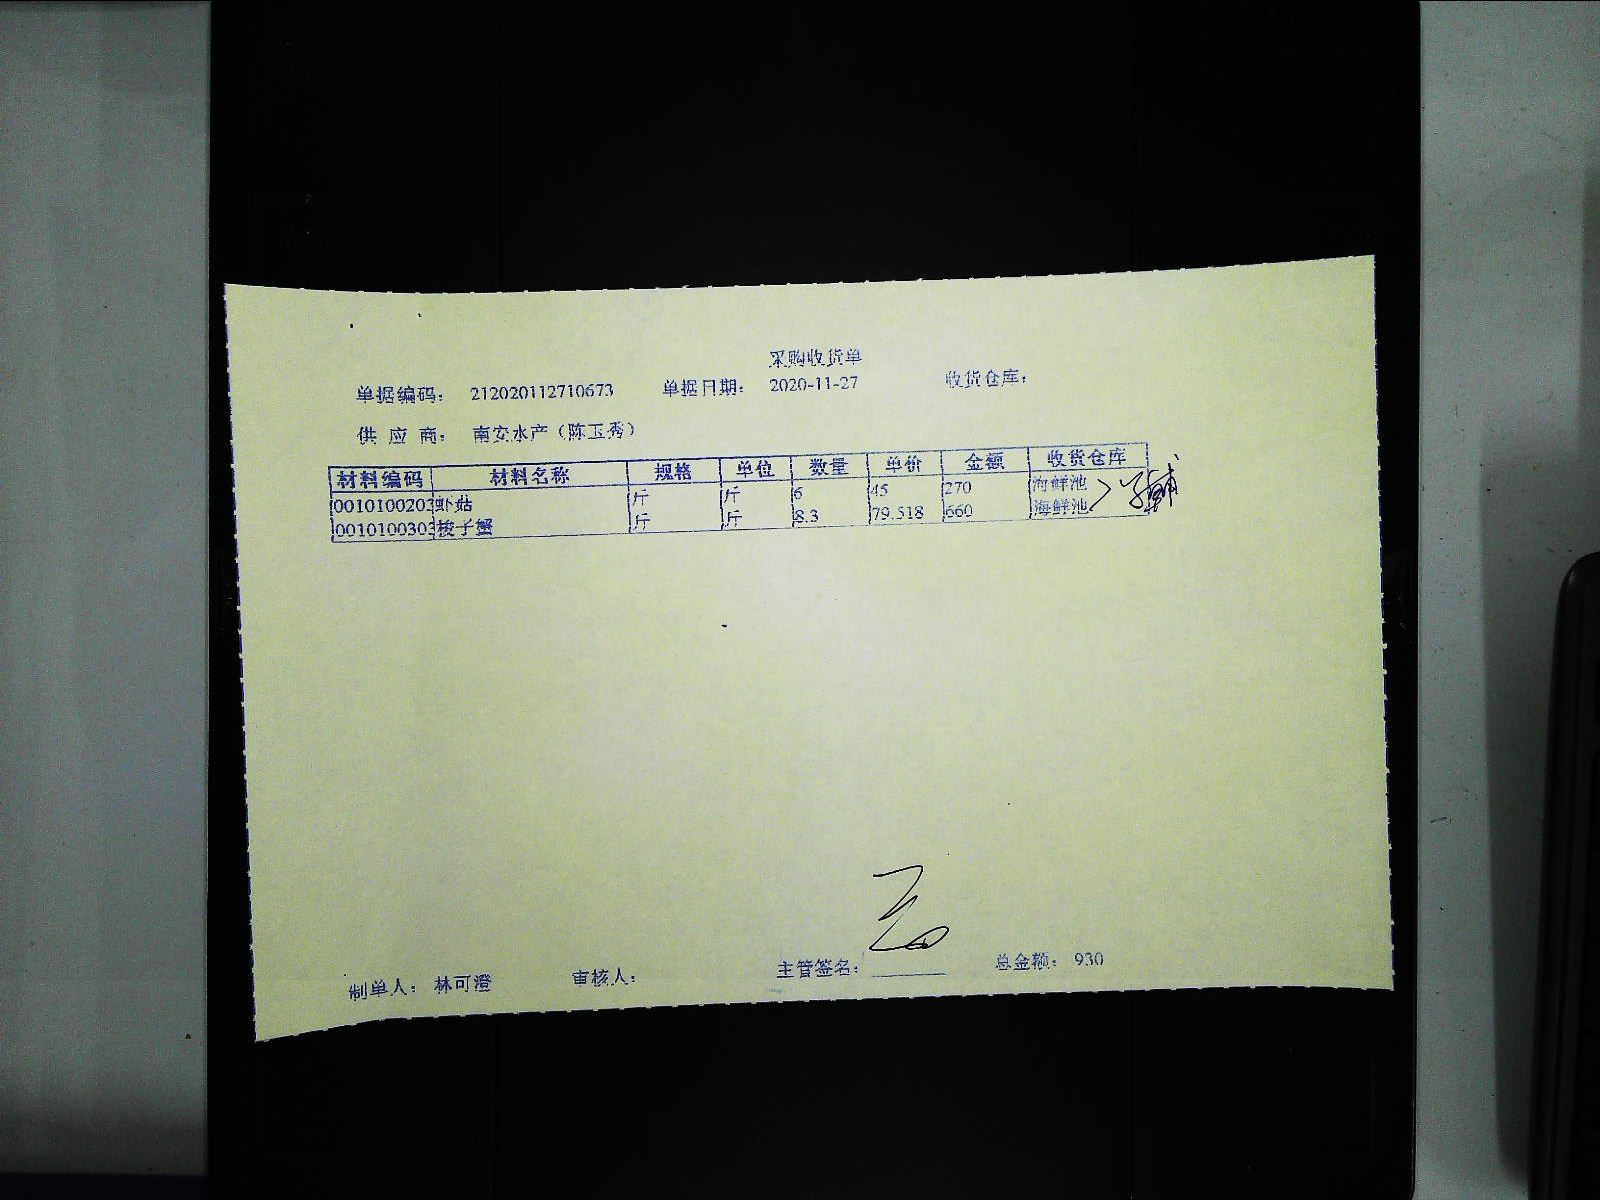 采购收货单
单据编码： 212020112710673 单据日期： 2020-11-27 收货仓库：
供 应 商： 南安水产（陈玉秀）
材料编码 材料名称 规格 单位 数量 单价 金额 收货仓库
0010100203 虾菇 斤 斤 6 45 270 海鲜池
0010100303 梭子蟹 斤 斤 8.3 79.518 660 海鲜池
制单人： 林可澄 审核人： 主管签名： 总金额： 930